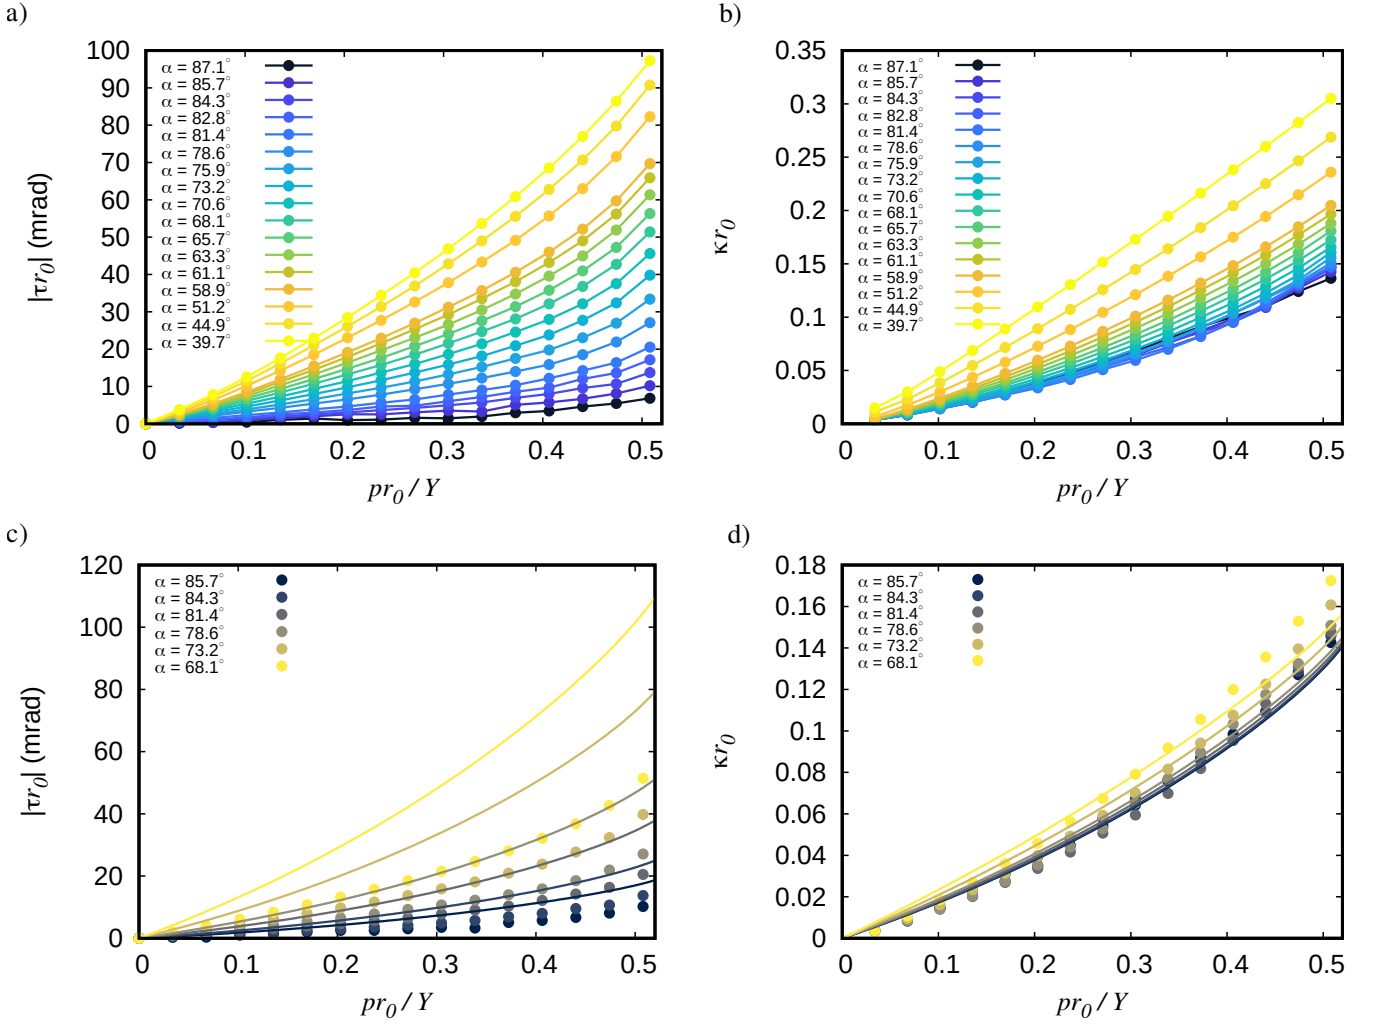 a)
100
90
80
70
60
50
40
30
20
10
0
|τr0| (mrad)
α = 87.1°
α = 85.7°
α = 84.3°
α = 82.8°
α = 81.4°
α = 78.6°
α = 75.9°
α = 73.2°
α = 70.6°
α = 68.1°
α = 65.7°
α = 63.3°
α = 61.1°
α = 58.9°
α = 51.2°
α = 44.9°
α = 39.7°
0 0.1 0.2 0.3 0.4 0.5
pr0 / Y
b)
0.35
0.3
0.25
0.2
0.15
0.1
0.05
0
κr0
α = 87.1°
α = 85.7°
α = 84.3°
α = 82.8°
α = 81.4°
α = 78.6°
α = 75.9°
α = 73.2°
α = 70.6°
α = 68.1°
α = 65.7°
α = 63.3°
α = 61.1°
α = 58.9°
α = 51.2°
α = 44.9°
α = 39.7°
0 0.1 0.2 0.3 0.4 0.5
pr0 / Y
c)
120
100
80
60
40
20
0
|τr0| (mrad)
α = 85.7°
α = 84.3°
α = 81.4°
α = 78.6°
α = 73.2°
α = 68.1°
0 0.1 0.2 0.3 0.4 0.5
pr0 / Y
d)
0.18
0.16
0.14
0.12
0.1
0.08
0.06
0.04
0.02
0
κr0
α = 85.7°
α = 84.3°
α = 81.4°
α = 78.6°
α = 73.2°
α = 68.1°
0 0.1 0.2 0.3 0.4 0.5
pr0 / Y